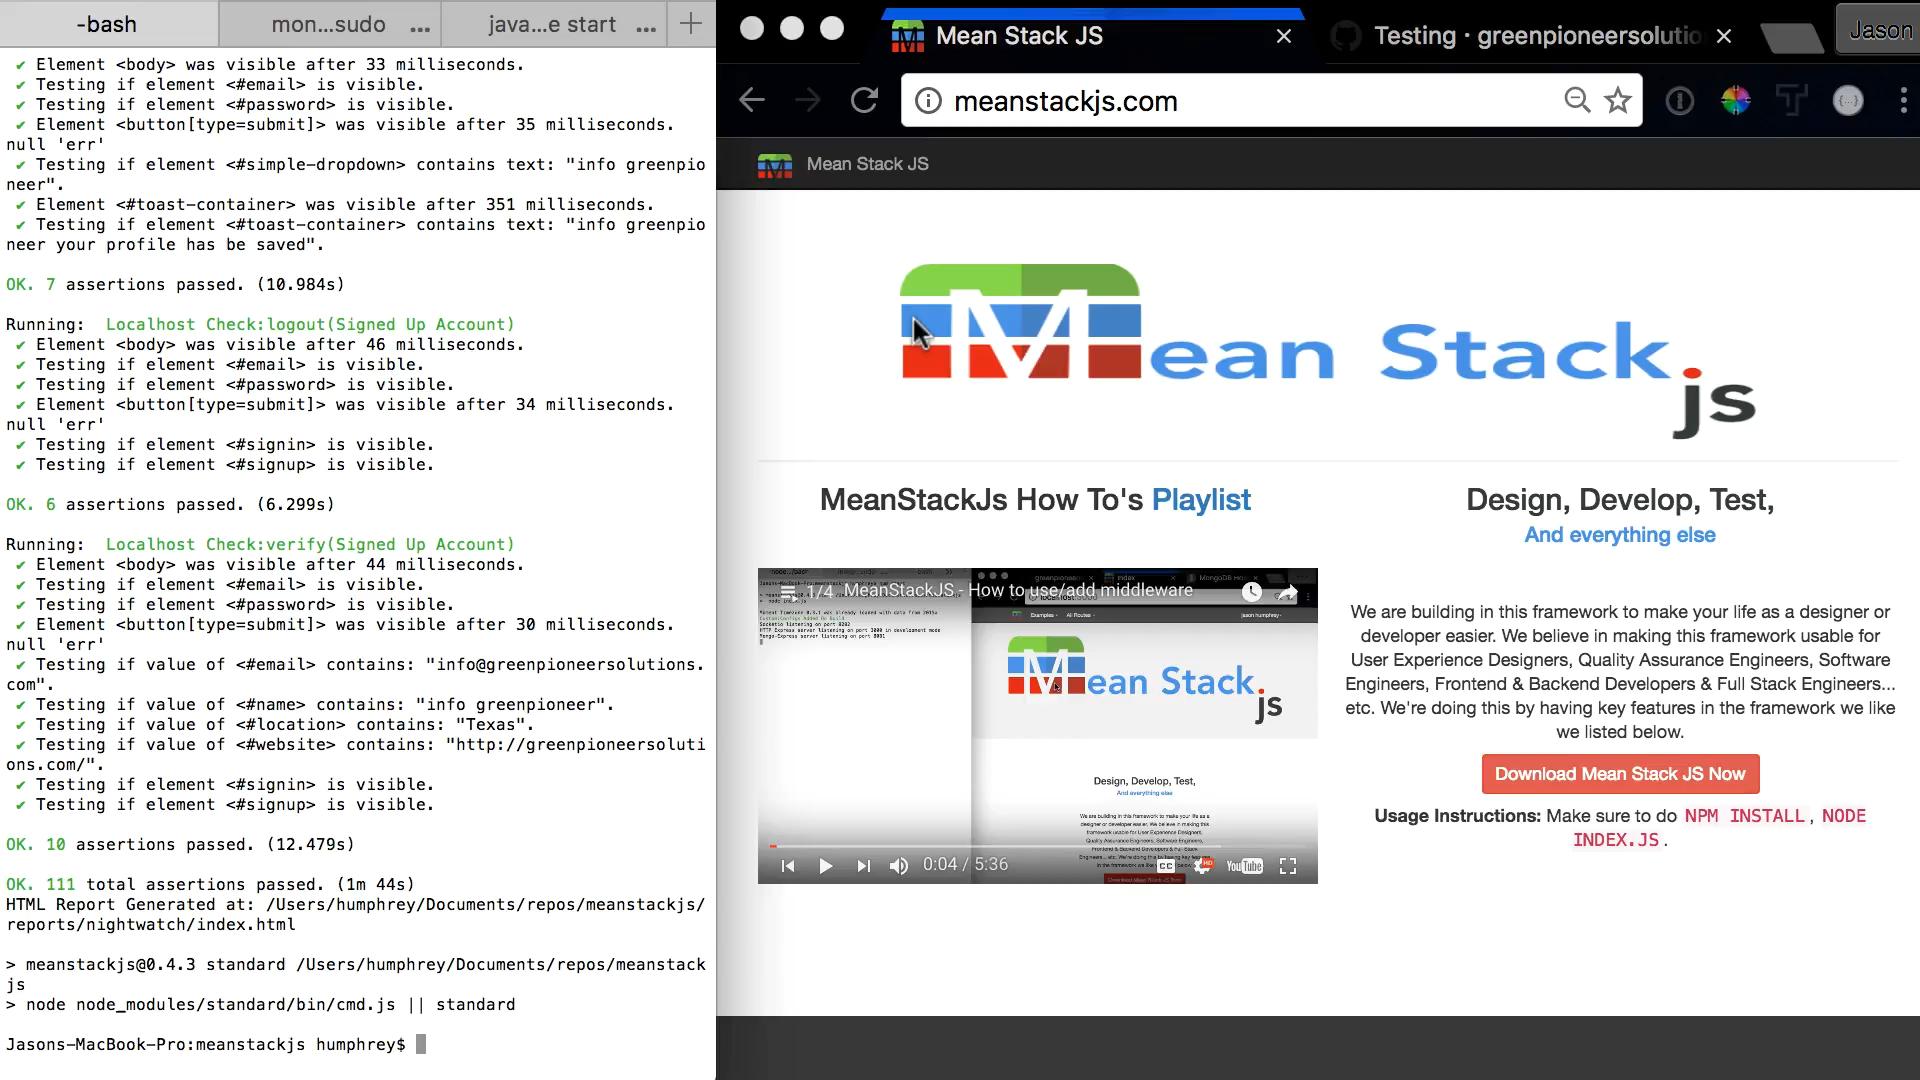 -bash
mon...sudo ...
java...e start ...
✔ Element <body> was visible after 33 milliseconds.
✔ Testing if element <#email> is visible.
✔ Testing if element <#password> is visible.
✔ Element <button[type=submit]> was visible after 35 milliseconds.
null 'err'
✔ Testing if element <#simple-dropdown> contains text: "info greenpio
neer".
✔ Element <#toast-container> was visible after 351 milliseconds.
✔ Testing if element <#toast-container> contains text: "info greenpio
neer your profile has be saved".
OK. 7 assertions passed. (10.984s)
Running:  Localhost Check:logout(Signed Up Account)
✔ Element <body> was visible after 46 milliseconds.
✔ Testing if element <#email> is visible.
✔ Testing if element <#password> is visible.
✔ Element <button[type=submit]> was visible after 34 milliseconds.
null 'err'
✔ Testing if element <#signin> is visible.
✔ Testing if element <#signup> is visible.
OK. 6 assertions passed. (6.299s)
Running:  Localhost Check:verify(Signed Up Account)
✔ Element <body> was visible after 44 milliseconds.
✔ Testing if element <#email> is visible.
✔ Testing if element <#password> is visible.
✔ Element <button[type=submit]> was visible after 30 milliseconds.
null 'err'
✔ Testing if value of <#email> contains: "info@greenpioneersolutions.
com".
✔ Testing if value of <#name> contains: "info greenpioneer".
✔ Testing if value of <#location> contains: "Texas".
✔ Testing if value of <#website> contains: "http://greenpioneersoluti
ons.com/".
✔ Testing if element <#signin> is visible.
✔ Testing if element <#signup> is visible.
OK. 10 assertions passed. (12.479s)
OK. 111 total assertions passed. (1m 44s)
HTML Report Generated at: /Users/humphrey/Documents/repos/meanstackjs/
reports/nightwatch/index.html
> meanstackjs@0.4.3 standard /Users/humphrey/Documents/repos/meanstack
js
> node node_modules/standard/bin/cmd.js || standard
Jasons-MacBook-Pro:meanstackjs humphrey$
Mean Stack JS
Testing · greenpioneersolutio
Jason
meanstackjs.com
Mean Stack JS
Mean Stack.js
MeanStackJs How To's Playlist
1/4 MeanStackJS - How to use/add middleware
Mean Stack.js
Design, Develop, Test,
And everything else
0:04 / 5:36
CC
HD
YouTube
Design, Develop, Test,
And everything else
We are building in this framework to make your life as a designer or
developer easier. We believe in making this framework usable for
User Experience Designers, Quality Assurance Engineers, Software
Engineers, Frontend & Backend Developers & Full Stack Engineers...
etc. We're doing this by having key features in the framework we like
we listed below.
Download Mean Stack JS Now
Usage Instructions: Make sure to do NPM INSTALL, NODE
INDEX.JS.